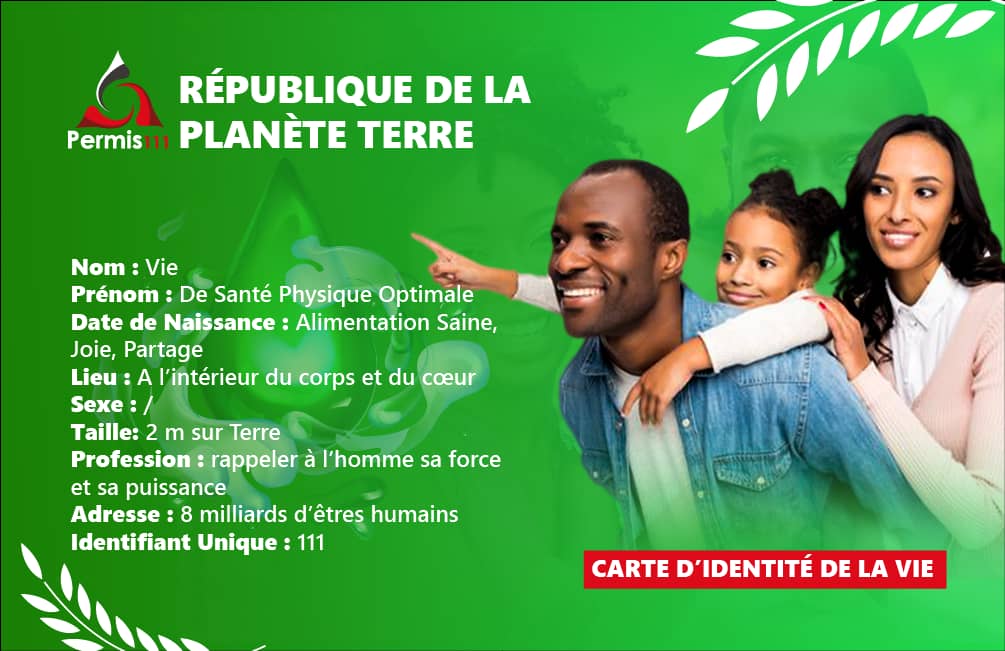 Permis111
RÉPUBLIQUE DE LA
PLANÈTE TERRE
Nom : Vie
Prénom : De Santé Physique Optimale
Date de Naissance : Alimentation Saine,
Joie, Partage
Lieu : A l’intérieur du corps et du cœur
Sexe : /
Taille: 2 m sur Terre
Profession : rappeler à l’homme sa force
et sa puissance
Adresse : 8 milliards d’êtres humains
Identifiant Unique : 111
CARTE D’IDENTITÉ DE LA VIE